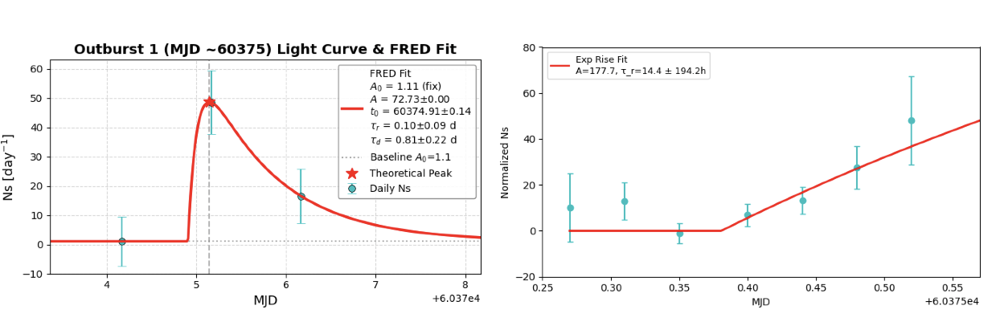 Outburst 1 (MJD ~60375) Light Curve & FRED Fit
Ns [day⁻¹]
60
50
40
30
20
10
0
−10
FRED Fit
A₀ = 1.11 (fix)
A = 72.73±0.00
t₀ = 60374.91±0.14
τᵣ = 0.10±0.09 d
τ_d = 0.81±0.22 d
Baseline A₀=1.1
Theoretical Peak
Daily Ns
4 5 6 7 8
+6.037e4
MJD
Normalized Ns
80
60
40
20
0
−20
Exp Rise Fit
A=177.7, τ_r=14.4 ± 194.2h
0.25 0.30 0.35 0.40 0.45 0.50 0.55
+6.0375e4
MJD